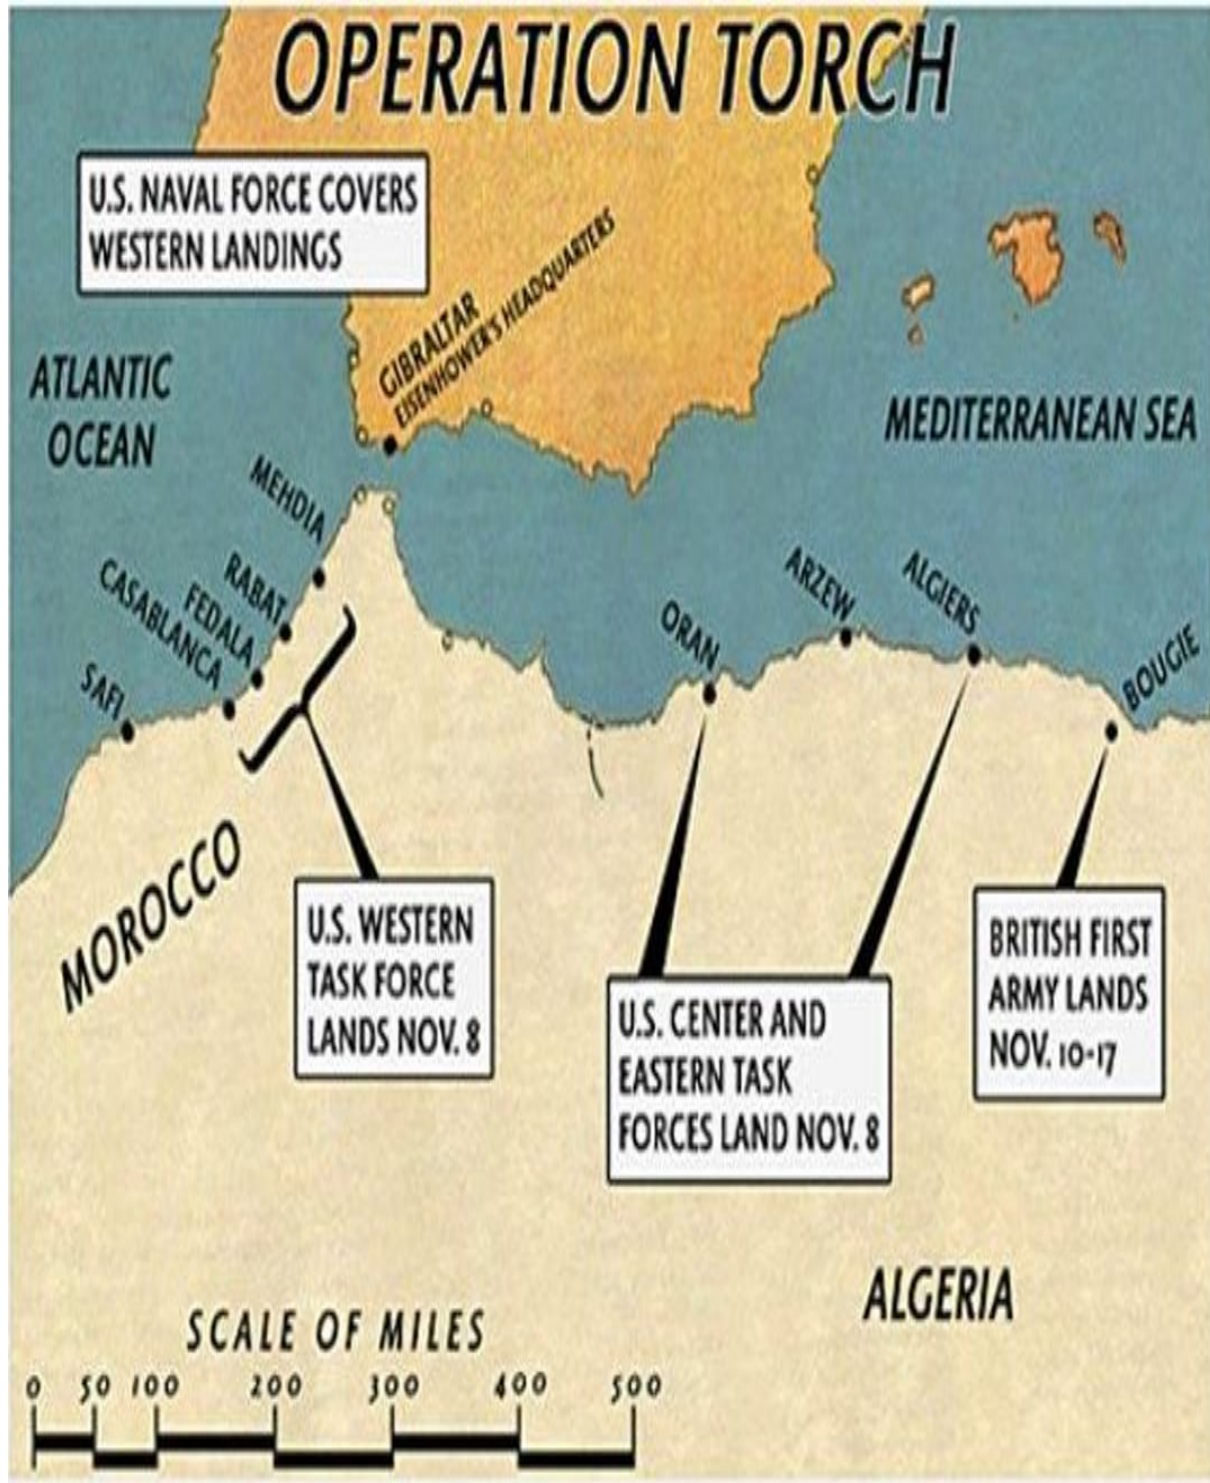 OPERATION TORCH
U.S. NAVAL FORCE COVERS
WESTERN LANDINGS
GIBRALTAR
EISENHOWER'S HEADQUARTERS
ATLANTIC
OCEAN
MEDITERRANEAN SEA
MEHDIA
RABAT
FEDALA
CASABLANCA
SAFI
ORAN
ARZEW
ALGIERS
BOUGIE
MOROCCO
U.S. WESTERN
TASK FORCE
LANDS NOV. 8
U.S. CENTER AND
EASTERN TASK
FORCES LAND NOV. 8
BRITISH FIRST
ARMY LANDS
NOV. 10-17
ALGERIA
SCALE OF MILES
0 50 100 200 300 400 500